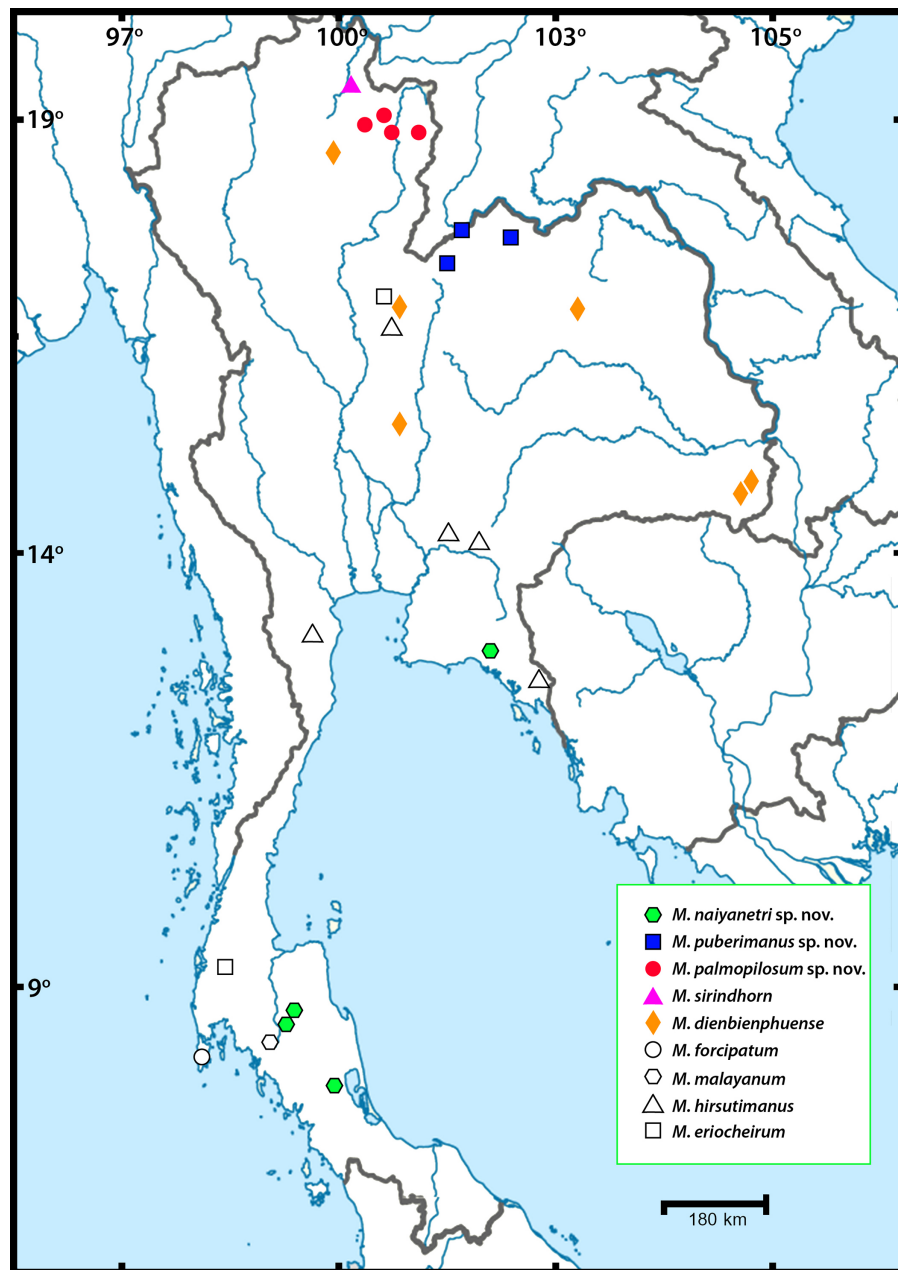 97° 100° 103° 105°
19°
14°
9°
M. naiyanetri sp. nov.
M. puberimanus sp. nov.
M. palmopilosum sp. nov.
M. sirindhorn
M. dienbienphuense
M. forcipatum
M. malayanum
M. hirsutimanus
M. eriocheirum
180 km